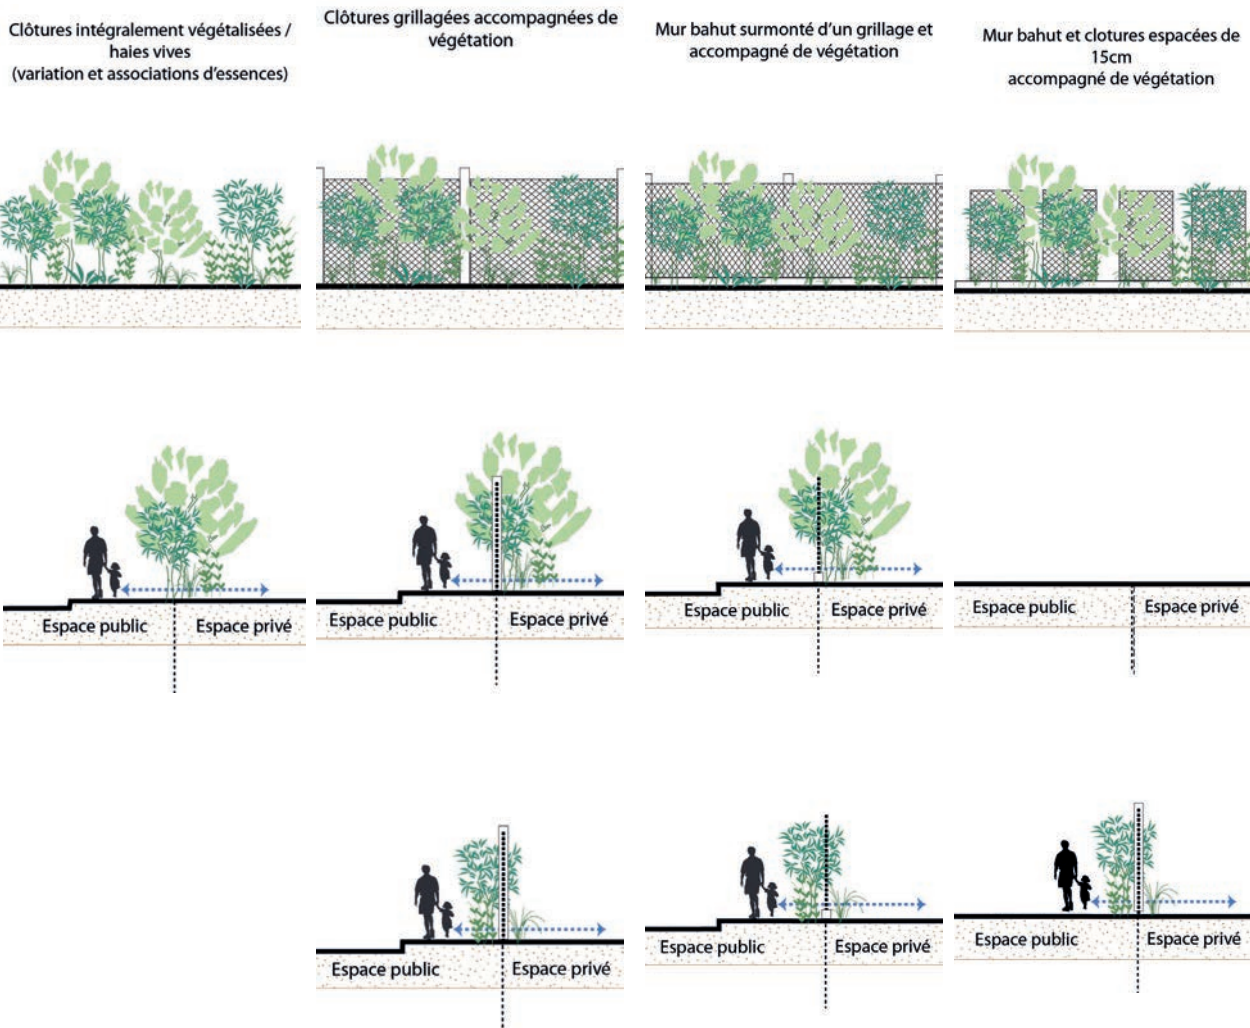 Clôtures intégralement végétalisées /
haies vives
(variation et associations d'essences)
Clôtures grillagées accompagnées de
végétation
Mur bahut surmonté d'un grillage et
accompagné de végétation
Mur bahut et clotures espacées de
15cm
accompagné de végétation
Espace public
Espace privé
Espace public
Espace privé
Espace public
Espace privé
Espace public
Espace privé
Espace public
Espace privé
Espace public
Espace privé
Espace public
Espace privé